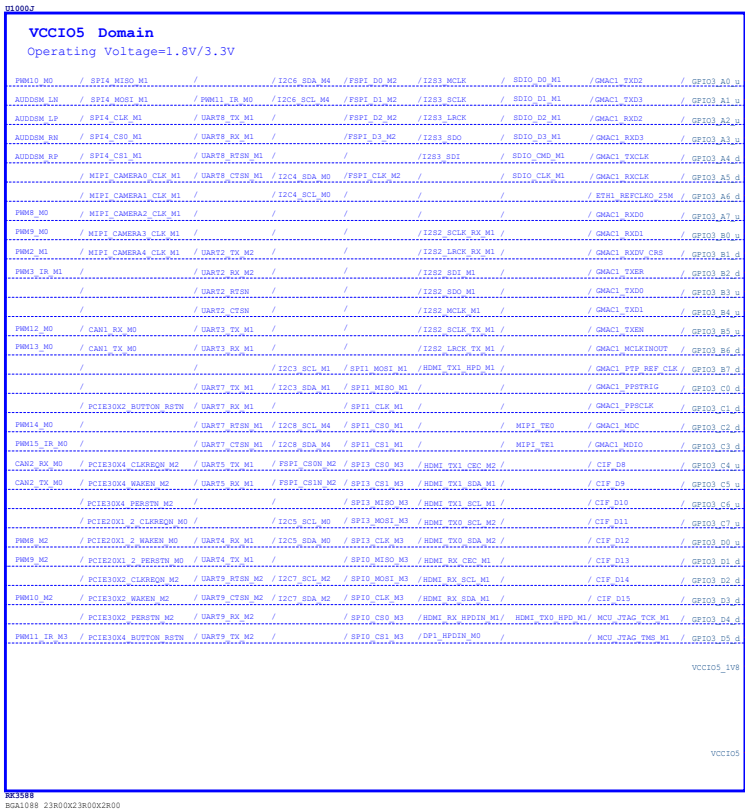 U1000J
VCCIO5 Domain
Operating Voltage=1.8V/3.3V
PWM10_M0 / SPI4_MISO_M1 / / I2C6_SDA_M4 / FSPI_D0_M2 / I2S3_MCLK / SDIO_D0_M1 / GMAC1_TXD2 / GPIO3_A0_u
AUDDSM_LN / SPI4_MOSI_M1 / PWM11_IR_M0 / I2C6_SCL_M4 / FSPI_D1_M2 / I2S3_SCLK / SDIO_D1_M1 / GMAC1_TXD3 / GPIO3_A1_u
AUDDSM_LP / SPI4_CLK_M1 / UART8_TX_M1 / / FSPI_D2_M2 / I2S3_LRCK / SDIO_D2_M1 / GMAC1_RXD2 / GPIO3_A2_u
AUDDSM_RN / SPI4_CS0_M1 / UART8_RX_M1 / / FSPI_D3_M2 / I2S3_SDO / SDIO_D3_M1 / GMAC1_RXD3 / GPIO3_A3_u
AUDDSM_RP / SPI4_CS1_M1 / UART8_RTSN_M1 / / / I2S3_SDI / SDIO_CMD_M1 / GMAC1_TXCLK / GPIO3_A4_d
/ MIPI_CAMERA0_CLK_M1 / UART8_CTSN_M1 / I2C4_SDA_M0 / FSPI_CLK_M2 / / SDIO_CLK_M1 / GMAC1_RXCLK / GPIO3_A5_d
/ MIPI_CAMERA1_CLK_M1 / / I2C4_SCL_M0 / / / / ETH1_REFCLKO_25M / GPIO3_A6_d
PWM8_M0 / MIPI_CAMERA2_CLK_M1 / / / / / / GMAC1_RXD0 / GPIO3_A7_u
PWM9_M0 / MIPI_CAMERA3_CLK_M1 / / / / I2S2_SCLK_RX_M1 / / GMAC1_RXD1 / GPIO3_B0_u
PWM2_M1 / MIPI_CAMERA4_CLK_M1 / UART2_TX_M2 / / / I2S2_LRCK_RX_M1 / / GMAC1_RXDV_CRS / GPIO3_B1_d
PWM3_IR_M1 / / UART2_RX_M2 / / / I2S2_SDI_M1 / / GMAC1_TXER / GPIO3_B2_d
/ / UART2_RTSN / / / I2S2_SDO_M1 / / GMAC1_TXD0 / GPIO3_B3_u
/ / UART2_CTSN / / / I2S2_MCLK_M1 / / GMAC1_TXD1 / GPIO3_B4_u
PWM12_M0 / CAN1_RX_M0 / UART3_TX_M1 / / / I2S2_SCLK_TX_M1 / / GMAC1_TXEN / GPIO3_B5_u
PWM13_M0 / CAN1_TX_M0 / UART3_RX_M1 / / / I2S2_LRCK_TX_M1 / / GMAC1_MCLKINOUT / GPIO3_B6_d
/ / / I2C3_SCL_M1 / SPI1_MOSI_M1 / HDMI_TX1_HPD_M1 / / GMAC1_PTP_REF_CLK / GPIO3_B7_d
/ / UART7_TX_M1 / I2C3_SDA_M1 / SPI1_MISO_M1 / / / GMAC1_PPSTRIG / GPIO3_C0_d
/ PCIE30X2_BUTTON_RSTN / UART7_RX_M1 / / SPI1_CLK_M1 / / / GMAC1_PPSCLK / GPIO3_C1_d
PWM14_M0 / / UART7_RTSN_M1 / I2C8_SCL_M4 / SPI1_CS0_M1 / / MIPI_TE0 / GMAC1_MDC / GPIO3_C2_d
PWM15_IR_M0 / / UART7_CTSN_M1 / I2C8_SDA_M4 / SPI1_CS1_M1 / / MIPI_TE1 / GMAC1_MDIO / GPIO3_C3_d
CAN2_RX_M0 / PCIE30X4_CLKREQN_M2 / UART5_TX_M1 / FSPI_CS0N_M2 / SPI3_CS0_M3 / HDMI_TX1_CEC_M2 / / CIF_D8 / GPIO3_C4_u
CAN2_TX_M0 / PCIE30X4_WAKEN_M2 / UART5_RX_M1 / FSPI_CS1N_M2 / SPI3_CS1_M3 / HDMI_TX1_SDA_M1 / / CIF_D9 / GPIO3_C5_u
/ PCIE30X4_PERSTN_M2 / / / SPI3_MISO_M3 / HDMI_TX1_SCL_M1 / / CIF_D10 / GPIO3_C6_u
/ PCIE20X1_2_CLKREQN_M0 / / I2C5_SCL_M0 / SPI3_MOSI_M3 / HDMI_TX0_SCL_M2 / / CIF_D11 / GPIO3_C7_u
PWM8_M2 / PCIE20X1_2_WAKEN_M0 / UART4_RX_M1 / I2C5_SDA_M0 / SPI3_CLK_M3 / HDMI_TX0_SDA_M2 / / CIF_D12 / GPIO3_D0_u
PWM9_M2 / PCIE20X1_2_PERSTN_M0 / UART4_TX_M1 / / SPI0_MISO_M3 / HDMI_RX_CEC_M1 / / CIF_D13 / GPIO3_D1_d
/ PCIE30X2_CLKREQN_M2 / UART9_RTSN_M2 / I2C7_SCL_M2 / SPI0_MOSI_M3 / HDMI_RX_SCL_M1 / / CIF_D14 / GPIO3_D2_d
PWM10_M2 / PCIE30X2_WAKEN_M2 / UART9_CTSN_M2 / I2C7_SDA_M2 / SPI0_CLK_M3 / HDMI_RX_SDA_M1 / / CIF_D15 / GPIO3_D3_d
/ PCIE30X2_PERSTN_M2 / UART9_RX_M2 / / SPI0_CS0_M3 / HDMI_RX_HPDIN_M1 / HDMI_TX0_HPD_M1 / MCU_JTAG_TCK_M1 / GPIO3_D4_d
PWM11_IR_M3 / PCIE30X4_BUTTON_RSTN / UART9_TX_M2 / / SPI0_CS1_M3 / DP1_HPDIN_M0 / / MCU_JTAG_TMS_M1 / GPIO3_D5_d
VCCIO5_1V8
VCCIO5
RK3588
BGA1088_23R00X23R00X2R00